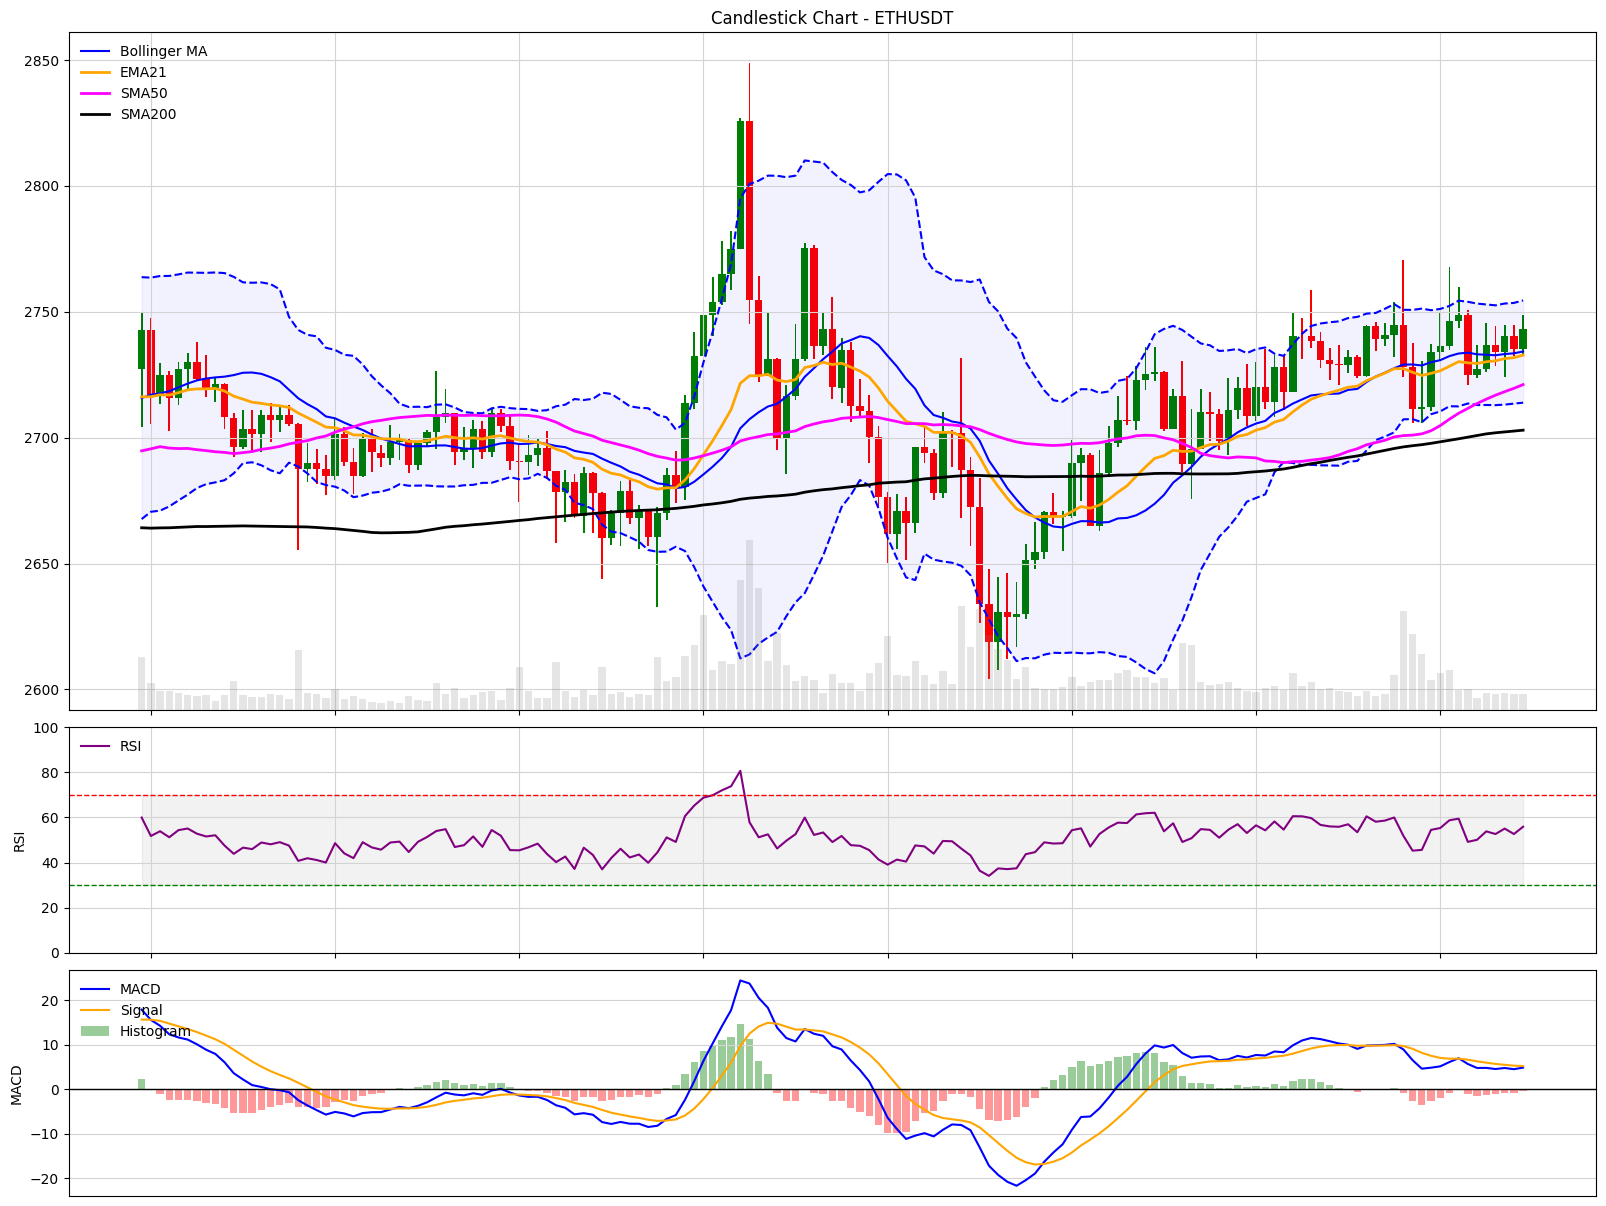 Candlestick Chart - ETHUSDT
Bollinger MA
EMA21
SMA50
SMA200
2850
2800
2750
2700
2650
2600
RSI
100
80
60
40
20
0
RSI
MACD
Signal
Histogram
20
10
0
−10
−20
MACD